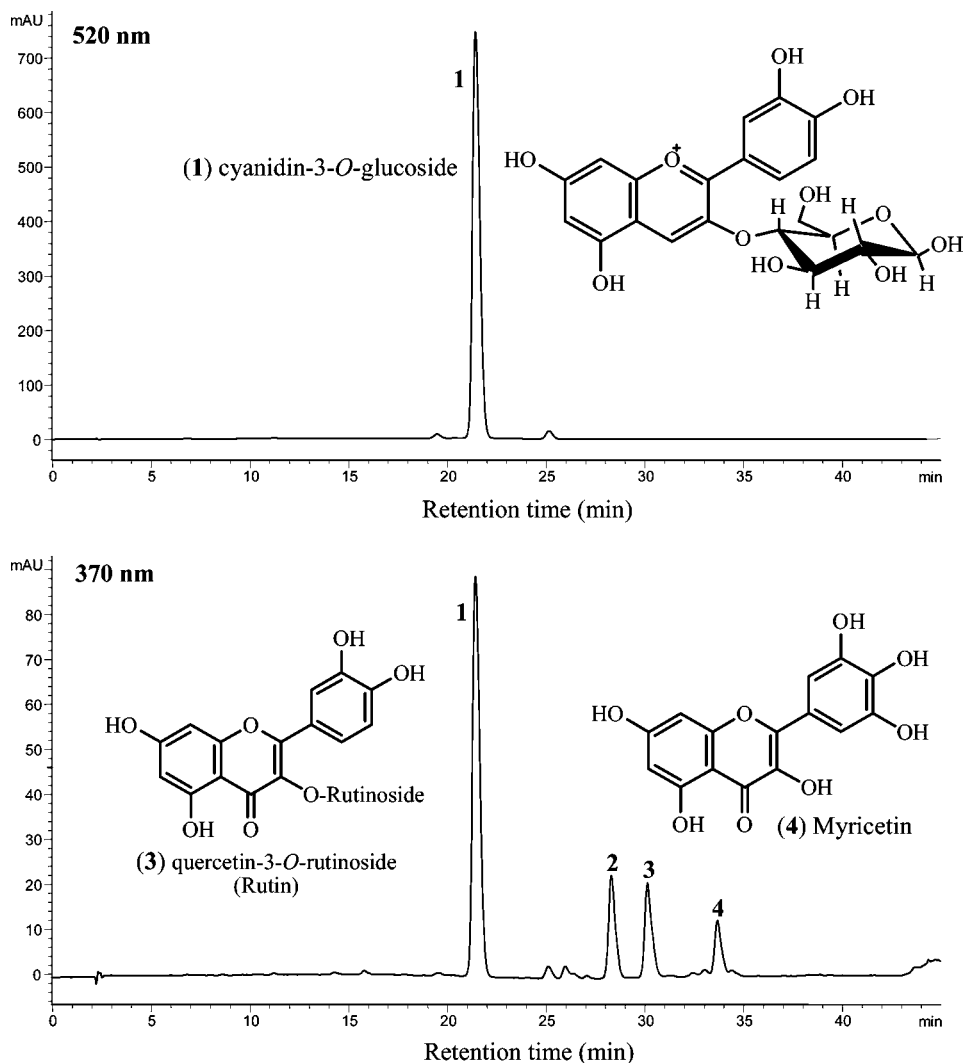 mAU
520 nm
700
600
500
400
300
200
100
0
1
(1) cyanidin-3-O-glucoside
OH
OH
HO
O
+
OH
O
H
OH
H
O
OH
HO
H
H
OH
H
0 5 10 15 20 25 30 35 40 min
Retention time (min)
mAU
370 nm
80
70
60
50
40
30
20
10
0
1
OH
OH
HO
O
O-Rutinoside
OH
O
(3) quercetin-3-O-rutinoside
(Rutin)
OH
OH
OH
HO
O
OH
OH
O
(4) Myricetin
2
3
4
0 5 10 15 20 25 30 35 40 min
Retention time (min)